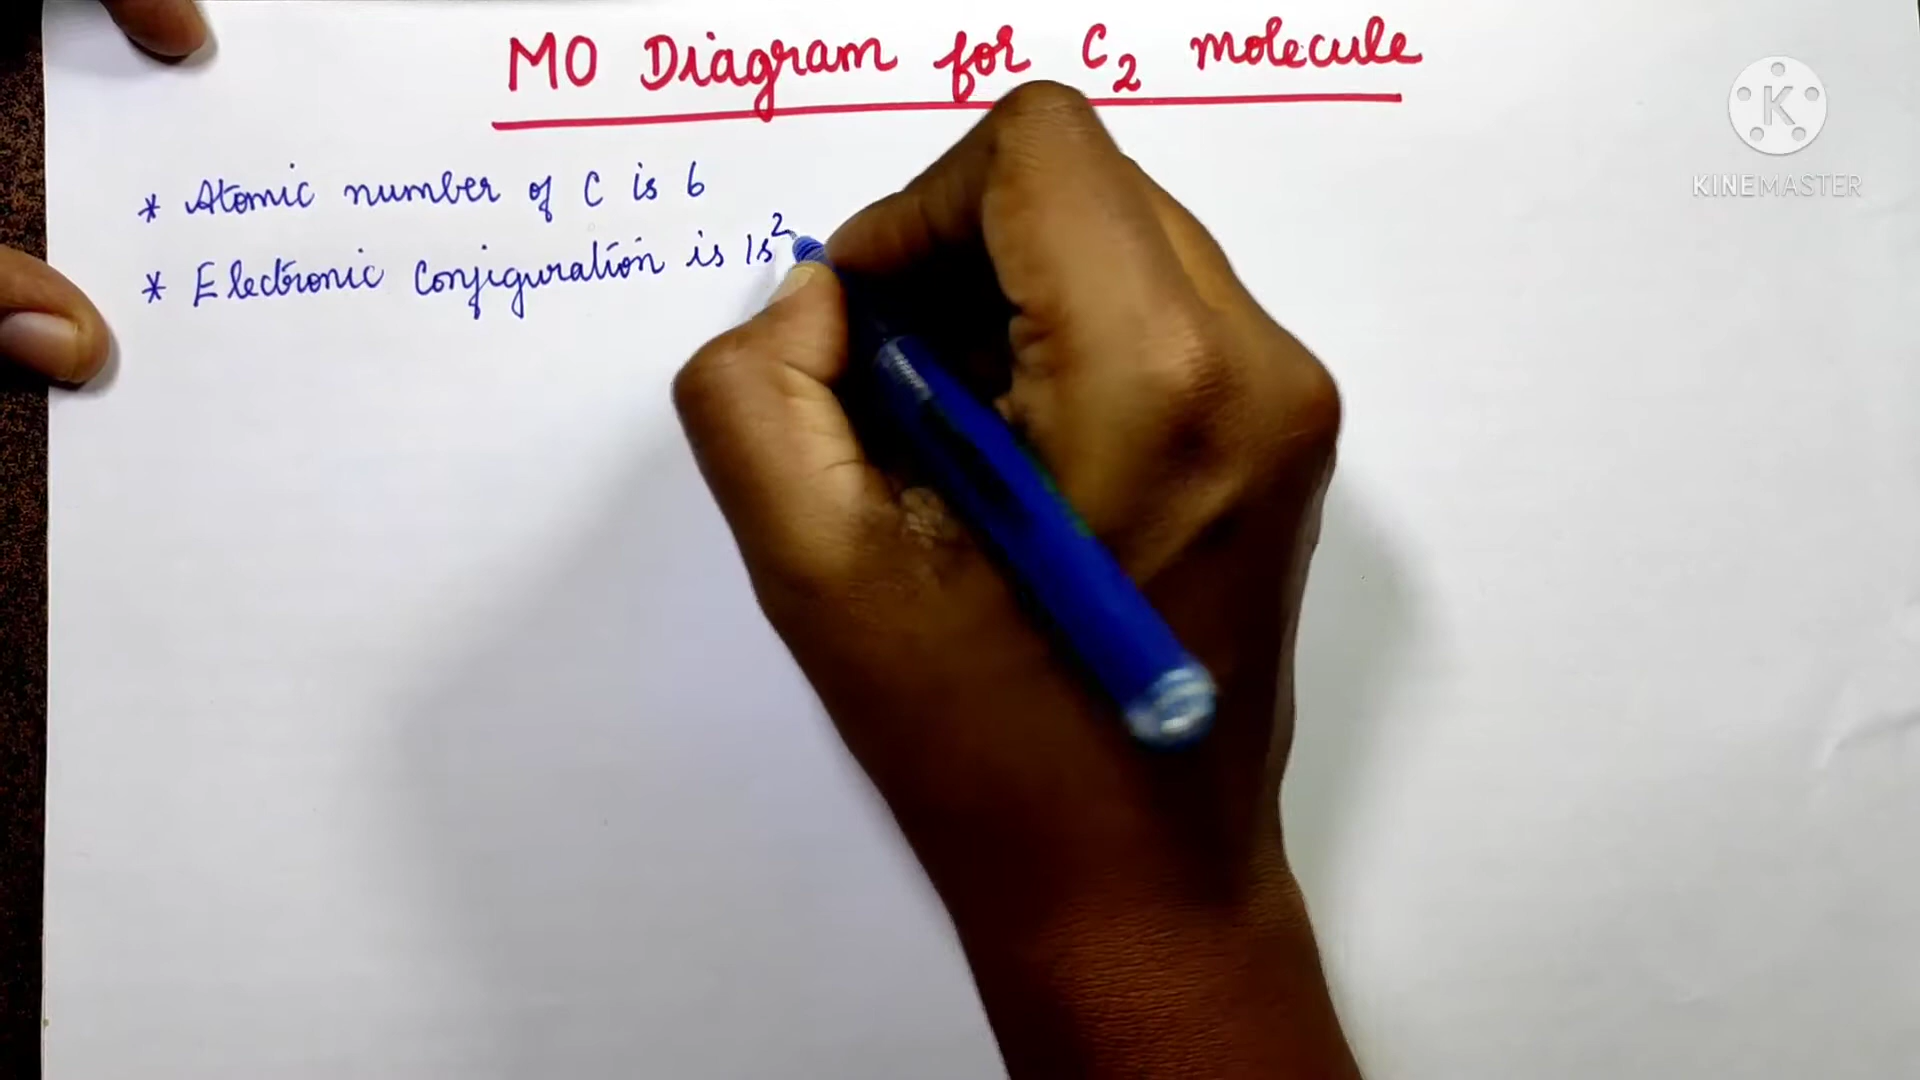 MO Diagram for C₂ molecule
K
KINEMASTER
* Atomic number of C is 6
* Electronic Configuration is 1s²